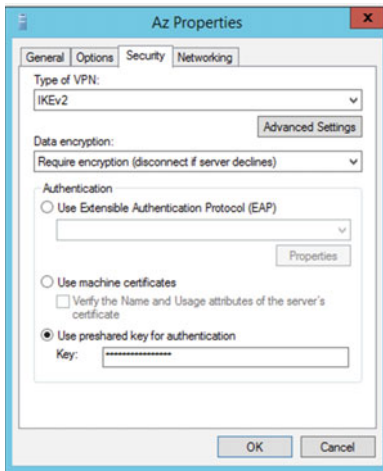 Az Properties
x
General Options Security Networking
Type of VPN:
IKEv2
Advanced Settings
Data encryption:
Require encryption (disconnect if server declines)
Authentication
Use Extensible Authentication Protocol (EAP)
Properties
Use machine certificates
Verify the Name and Usage attributes of the server's
certificate
Use preshared key for authentication
Key: ****************
OK Cancel